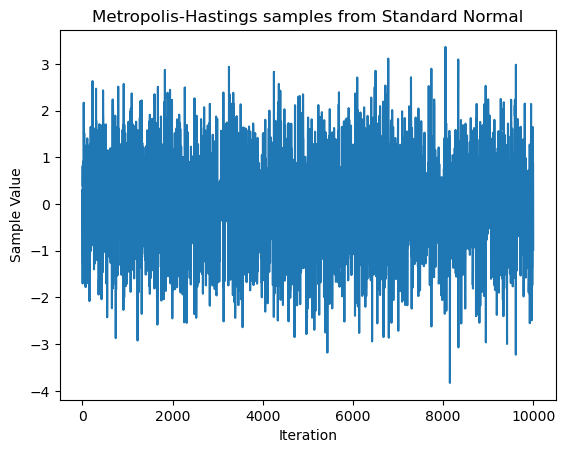 Metropolis-Hastings samples from Standard Normal
3
2
1
0
−1
−2
−3
−4
Sample Value
0 2000 4000 6000 8000 10000
Iteration